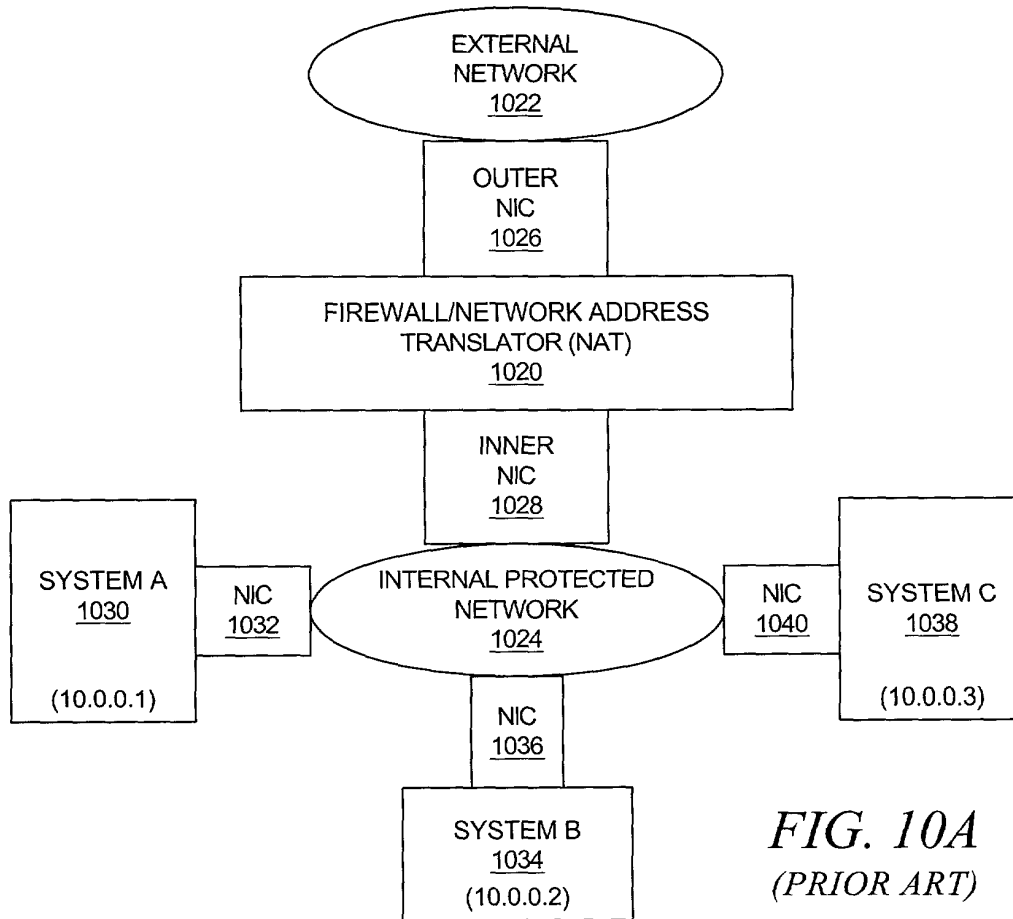 EXTERNAL
NETWORK
1022
OUTER
NIC
1026
FIREWALL/NETWORK ADDRESS
TRANSLATOR (NAT)
1020
INNER
NIC
1028
SYSTEM A
1030
(10.0.0.1)
NIC
1032
INTERNAL PROTECTED
NETWORK
1024
NIC
1040
SYSTEM C
1038
(10.0.0.3)
NIC
1036
SYSTEM B
1034
(10.0.0.2)
FIG. 10A
(PRIOR ART)